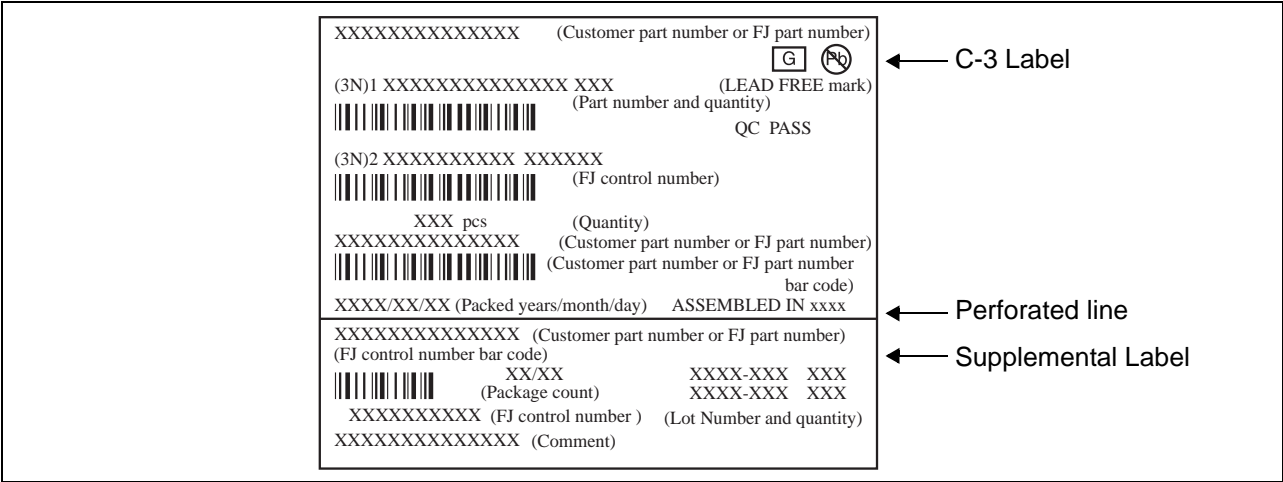 XXXXXXXXXXXXXX (Customer part number or FJ part number)
G Pb
C-3 Label
(3N)1 XXXXXXXXXXXXXX XXX (LEAD FREE mark)
(Part number and quantity)
QC PASS
(3N)2 XXXXXXXXXX XXXXXX
(FJ control number)
XXX pcs (Quantity)
XXXXXXXXXXXXXX (Customer part number or FJ part number)
(Customer part number or FJ part number
bar code)
XXXX/XX/XX (Packed years/month/day) ASSEMBLED IN xxxx
Perforated line
XXXXXXXXXXXXXX (Customer part number or FJ part number)
(FJ control number bar code)
Supplemental Label
XX/XX XXXX-XXX XXX
(Package count) XXXX-XXX XXX
XXXXXXXXXX (FJ control number ) (Lot Number and quantity)
XXXXXXXXXXXXXX (Comment)